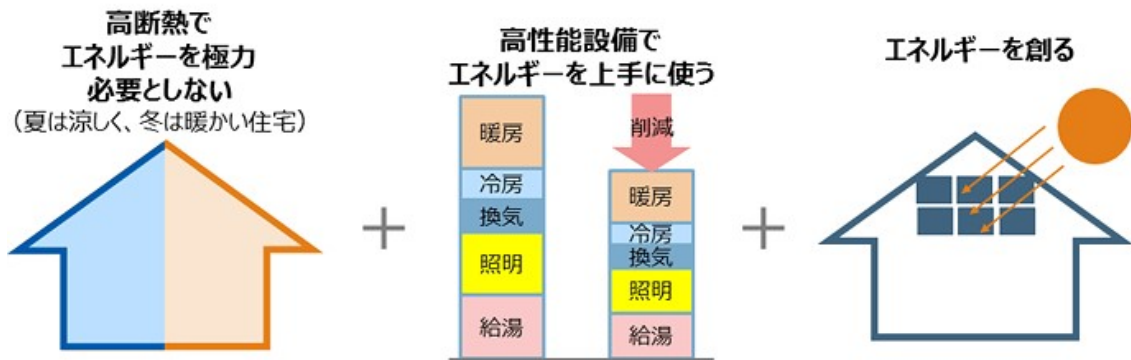 高断熱で
エネルギーを極力
必要としない
（夏は涼しく、冬は暖かい住宅）
高性能設備で
エネルギーを上手に使う
暖房
冷房
換気
照明
給湯
削減
暖房
冷房
換気
照明
給湯
エネルギーを創る